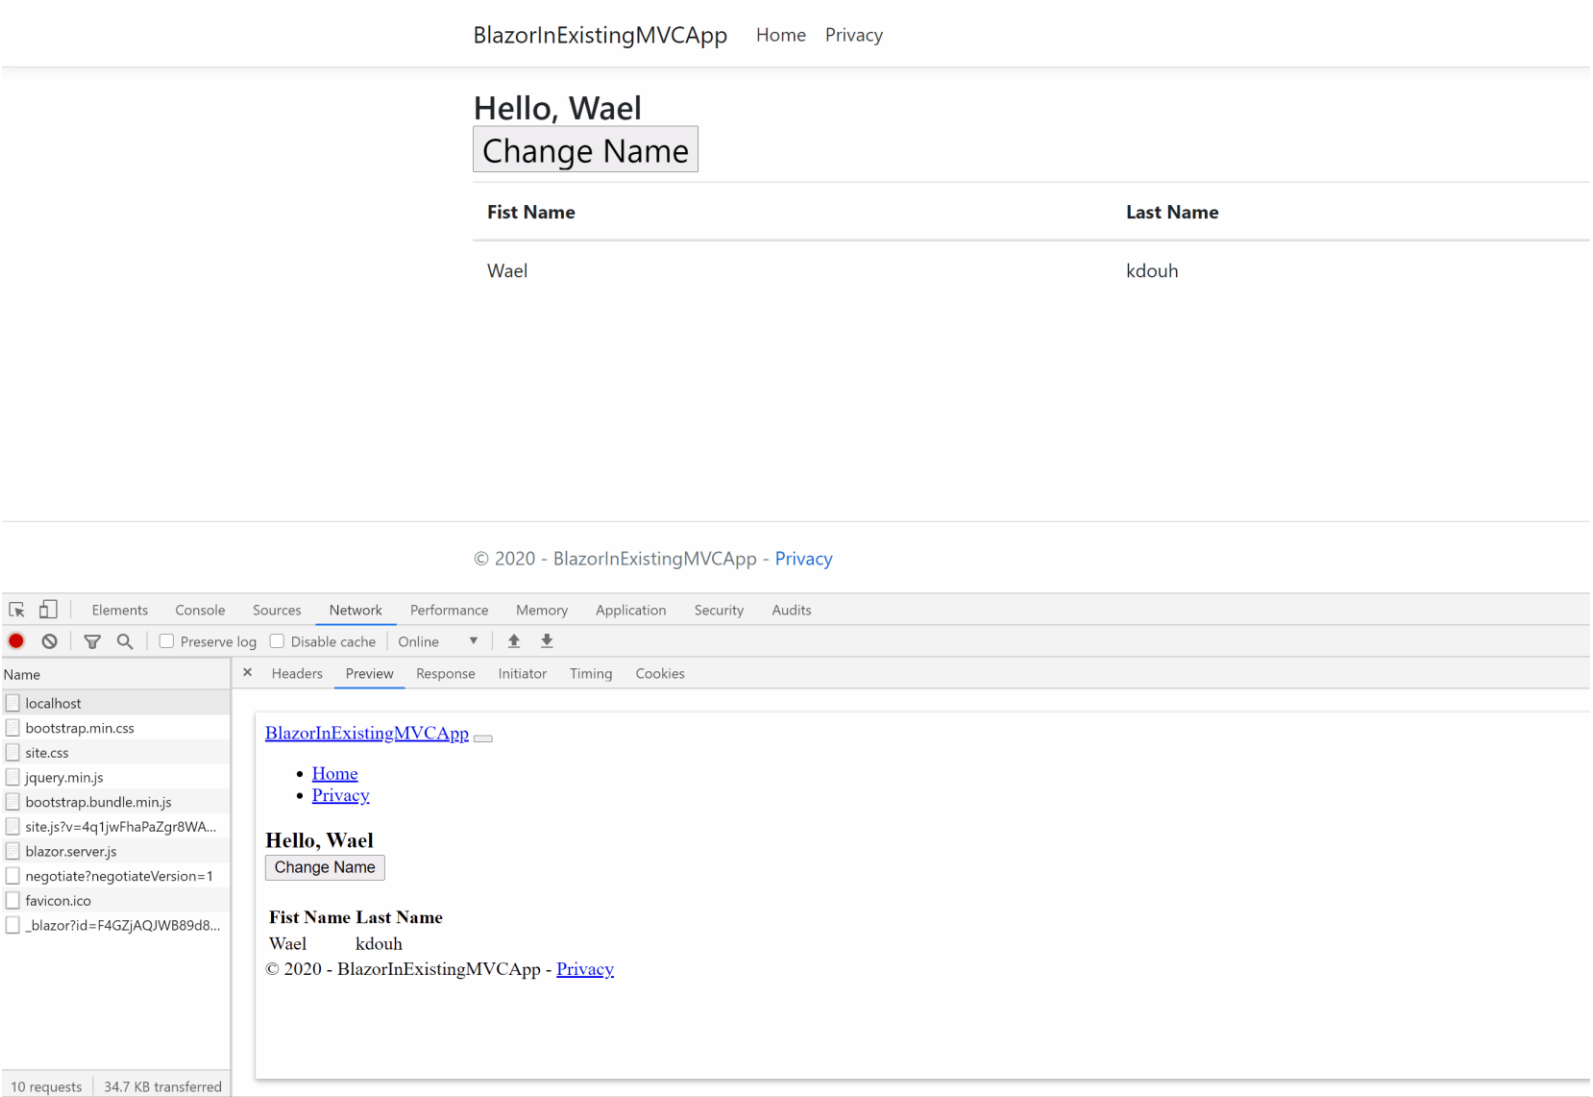 BlazorInExistingMVCApp Home Privacy
Hello, Wael
Change Name
Fist Name Last Name
Wael kdouh
© 2020 - BlazorInExistingMVCApp - Privacy
Elements Console Sources Network Performance Memory Application Security Audits
Preserve log Disable cache Online
Name
Headers Preview Response Initiator Timing Cookies
localhost
bootstrap.min.css
site.css
jquery.min.js
bootstrap.bundle.min.js
site.js?v=4q1jwFhaPaZgr8WA...
blazor.server.js
negotiate?negotiateVersion=1
favicon.ico
_blazor?id=F4GZjAQJWB89d8...
10 requests 34.7 KB transferred
BlazorInExistingMVCApp
• Home
• Privacy
Hello, Wael
Change Name
Fist Name Last Name
Wael kdouh
© 2020 - BlazorInExistingMVCApp - Privacy